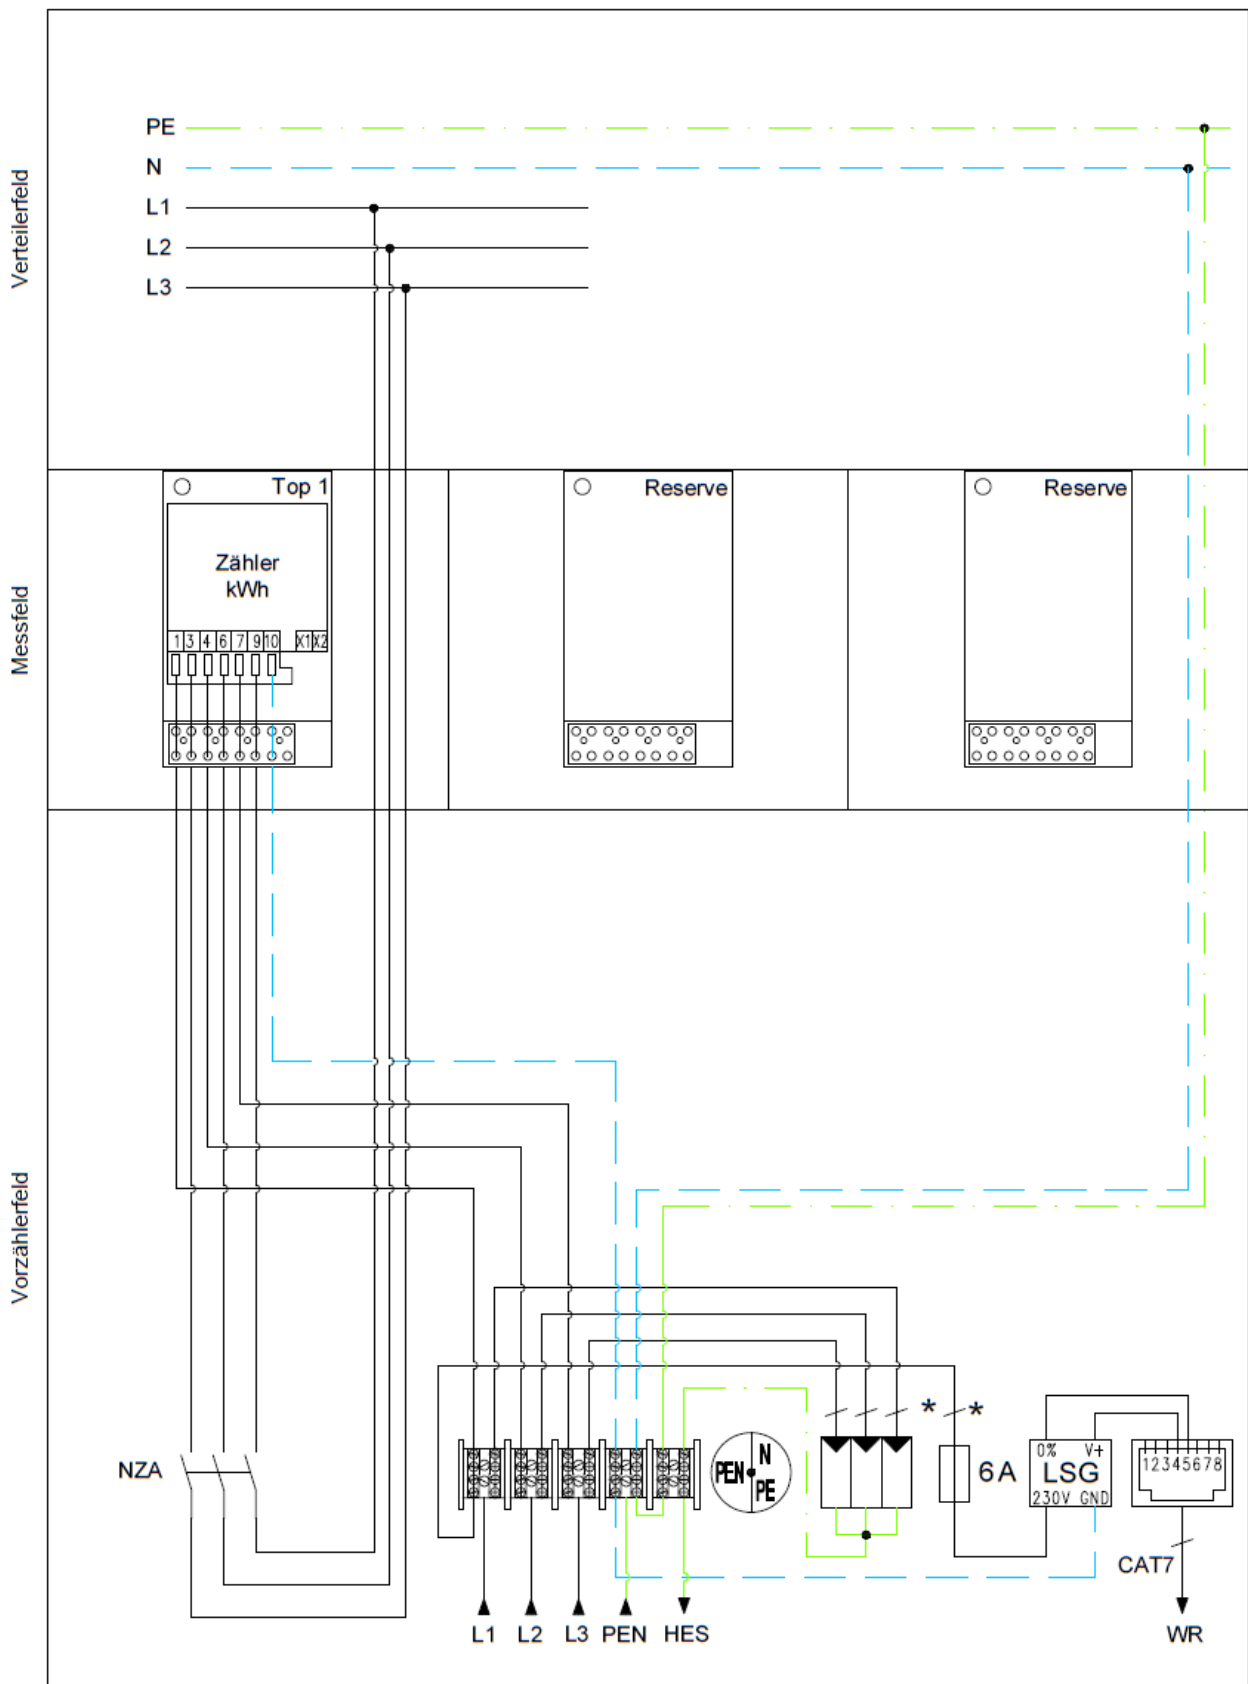 Verteilerfeld
PE
N
L1
L2
L3
Messfeld
Top 1
Reserve
Reserve
Zähler
kWh
1 3 4 6 7 9 10 X1 X2
Vorzählerfeld
* *
NZA
PEN N
PE
6A
0% V+
LSG
230V GND
12345678
CAT7
L1 L2 L3 PEN HES
WR